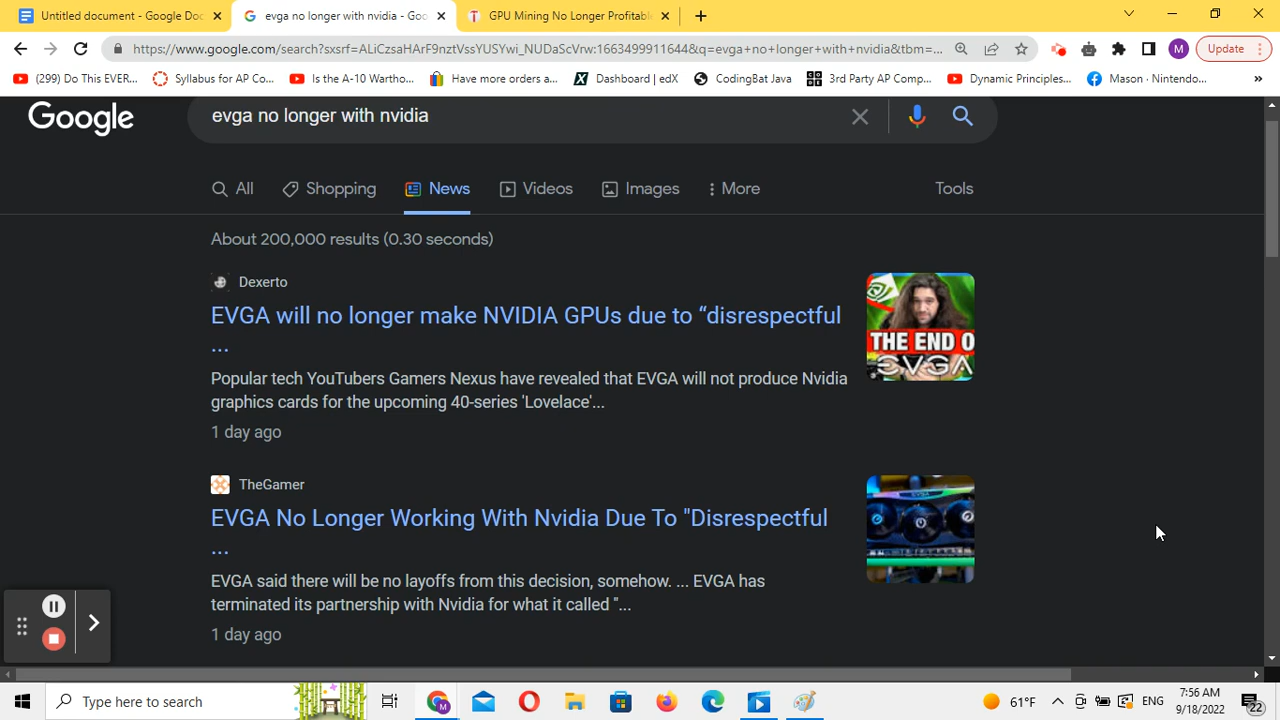 Untitled document - Google Doc
evga no longer with nvidia - Goo
GPU Mining No Longer Profitable
https://www.google.com/search?sxsrf=ALiCzsaHArF9nztVssYUSYwi_NUDaScVrw:1663499911644&q=evga+no+longer+with+nvidia&tbm=...
M
Update
(299) Do This EVER...
Syllabus for AP Co...
Is the A-10 Wartho...
Have more orders a...
Dashboard | edX
CodingBat Java
3rd Party AP Comp...
Dynamic Principles...
Mason · Nintendo...
»
Google
evga no longer with nvidia
All
Shopping
News
Videos
Images
More
Tools
About 200,000 results (0.30 seconds)
Dexerto
EVGA will no longer make NVIDIA GPUs due to “disrespectful
...
Popular tech YouTubers Gamers Nexus have revealed that EVGA will not produce Nvidia
graphics cards for the upcoming 40-series 'Lovelace'...
1 day ago
THE END O
EVGA
TheGamer
EVGA No Longer Working With Nvidia Due To "Disrespectful
...
EVGA said there will be no layoffs from this decision, somehow. ... EVGA has
terminated its partnership with Nvidia for what it called "...
1 day ago
Type here to search
61°F
ENG
7:56 AM
9/18/2022
22